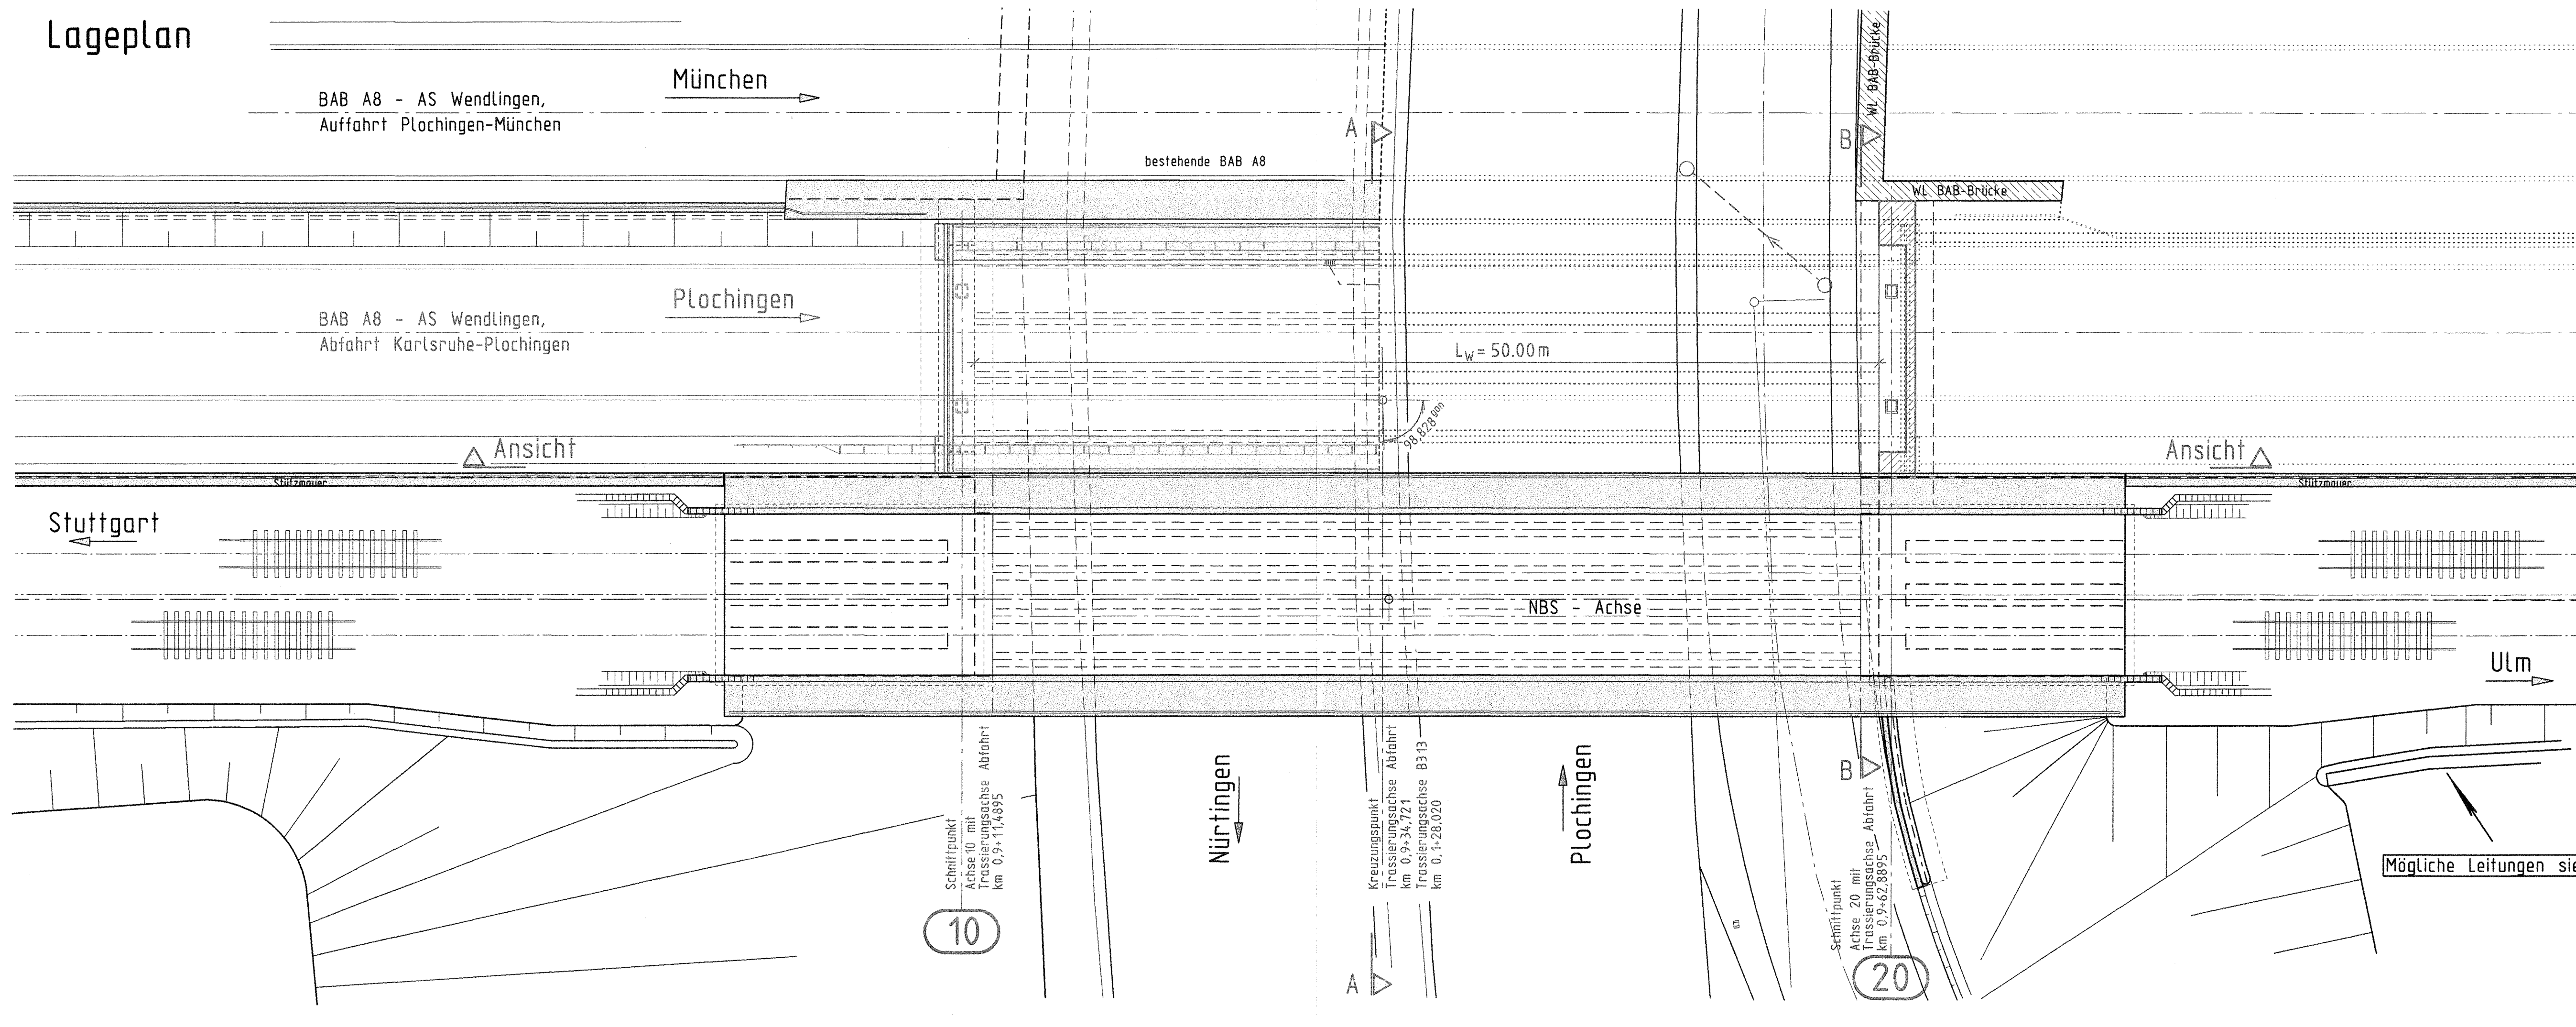 Lageplan
München
BAB A8 - AS Wendlingen,
Auffahrt Plochingen-München
bestehende BAB A8
A
B
WL BAB-Brücke
WL BAB-Brücke
Plochingen
BAB A8 - AS Wendlingen,
Abfahrt Karlsruhe-Plochingen
LW = 50.00 m
98,828 gon
Ansicht
Ansicht
Stützmauer
Stützmauer
Stuttgart
NBS - Achse
Ulm
Schnittpunkt
Achse 10 mit
Trassierungsachse Abfahrt
km 0,9+11,4895
10
Nürtingen
Kreuzungspunkt
Trassierungsachse Abfahrt
km 0,9+34,721
Trassierungsachse B313
km 0,1+28,020
A
Plochingen
B
Schnittpunkt
Achse 20 mit
Trassierungsachse Abfahrt
km 0,9+62,8895
20
Mögliche Leitungen sie